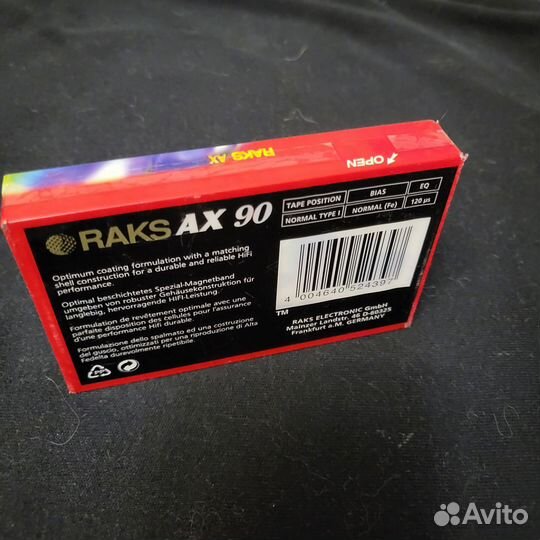 RAKS AX
OPEN
RAKS AX 90
TAPE POSITION BIAS EQ
NORMAL TYPE I NORMAL (Fe) 120 µs
Optimum coating formulation with a matching
shell construction for a durable and reliable HiFi
performance.
Optimal beschichtetes Spezial-Magnetband
umgeben von robuster Gehäusekonstruktion für
langlebig, hervorragende HIFI-Leistung.
Formulation de revêtement optimale avec une
parfaite disposition des cellules pour l'assurance
d'une performance Hifi durable.
Formulazione dello spalmato ed una costruzione
del guscio, ottimizzati per una riproduzione di Alta
Fedelta durevolmente ripetibile.
4 004640 524397
TM
RAKS ELECTRONIC GmbH
Mainzer Landstr. 46 D-60325
Frankfurt a.M. GERMANY
Avito